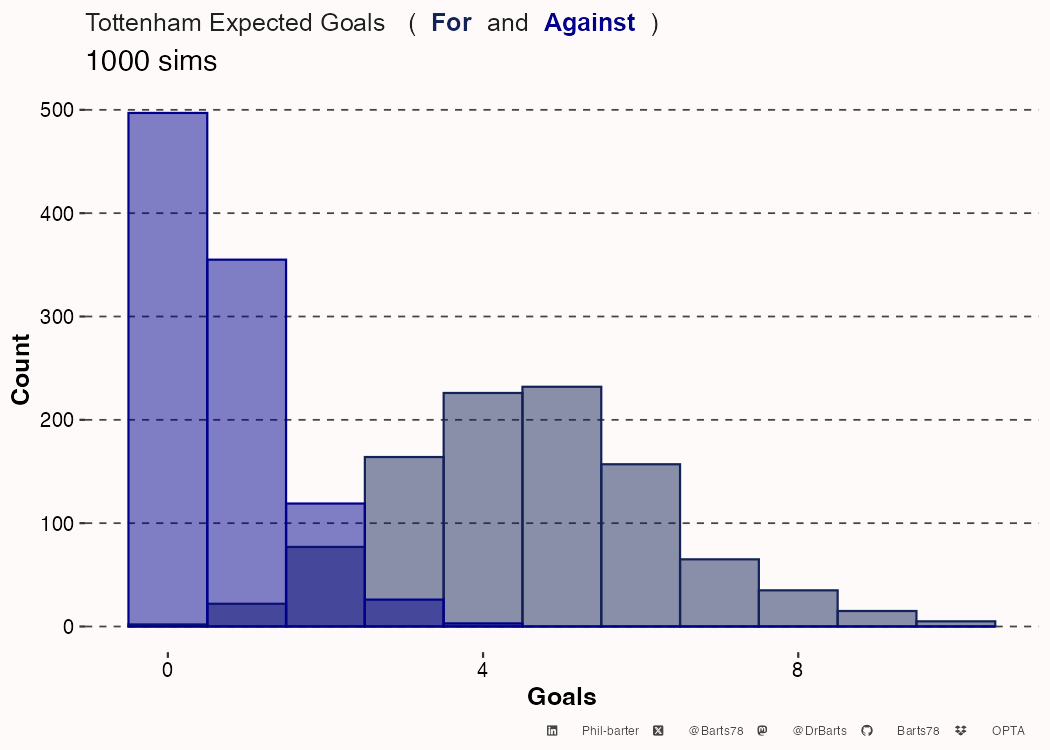 Tottenham Expected Goals ( For and Against )
1000 sims
500
400
300
200
100
0
Count
0 4 8
Goals
Phil-barter @Barts78 @DrBarts Barts78 OPTA